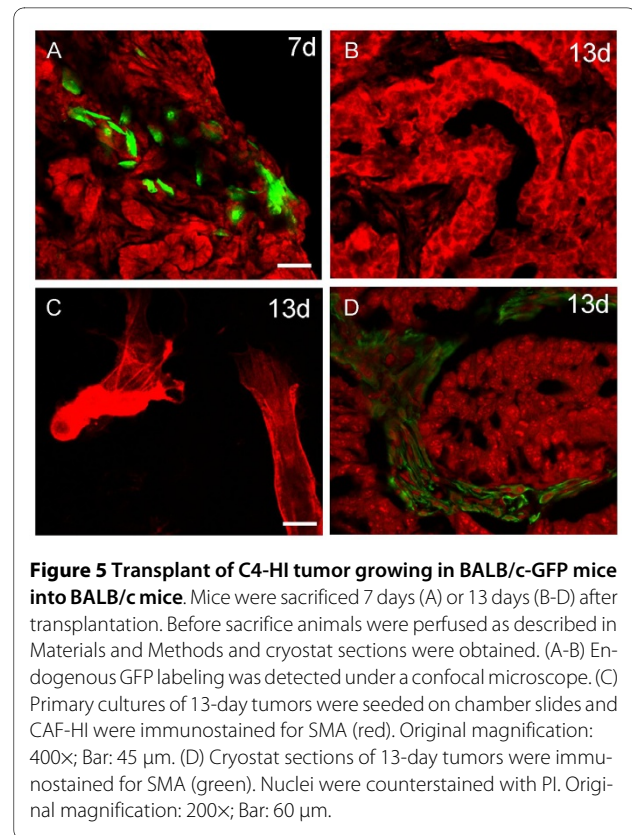 A 7d B 13d
C 13d D 13d
Figure 5 Transplant of C4-HI tumor growing in BALB/c-GFP mice
into BALB/c mice. Mice were sacrificed 7 days (A) or 13 days (B-D) after
transplantation. Before sacrifice animals were perfused as described in
Materials and Methods and cryostat sections were obtained. (A-B) En-
dogenous GFP labeling was detected under a confocal microscope. (C)
Primary cultures of 13-day tumors were seeded on chamber slides and
CAF-HI were immunostained for SMA (red). Original magnification:
400×; Bar: 45 μm. (D) Cryostat sections of 13-day tumors were immu-
nostained for SMA (green). Nuclei were counterstained with PI. Origi-
nal magnification: 200×; Bar: 60 μm.